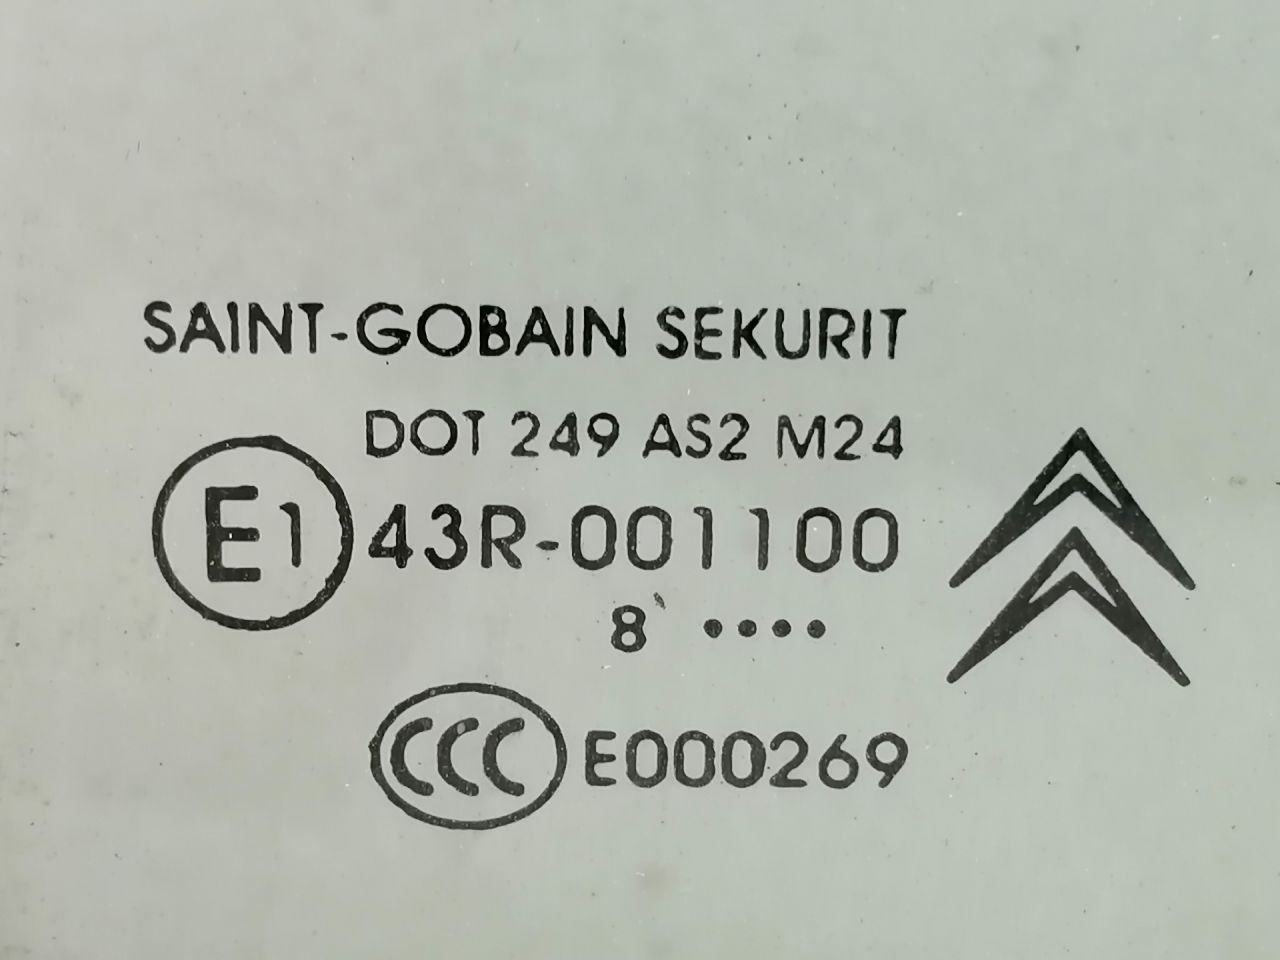 SAINT-GOBAIN SEKURIT
DOT 249 AS2 M24
E1 43R-001100
8 ••••
CCC E000269